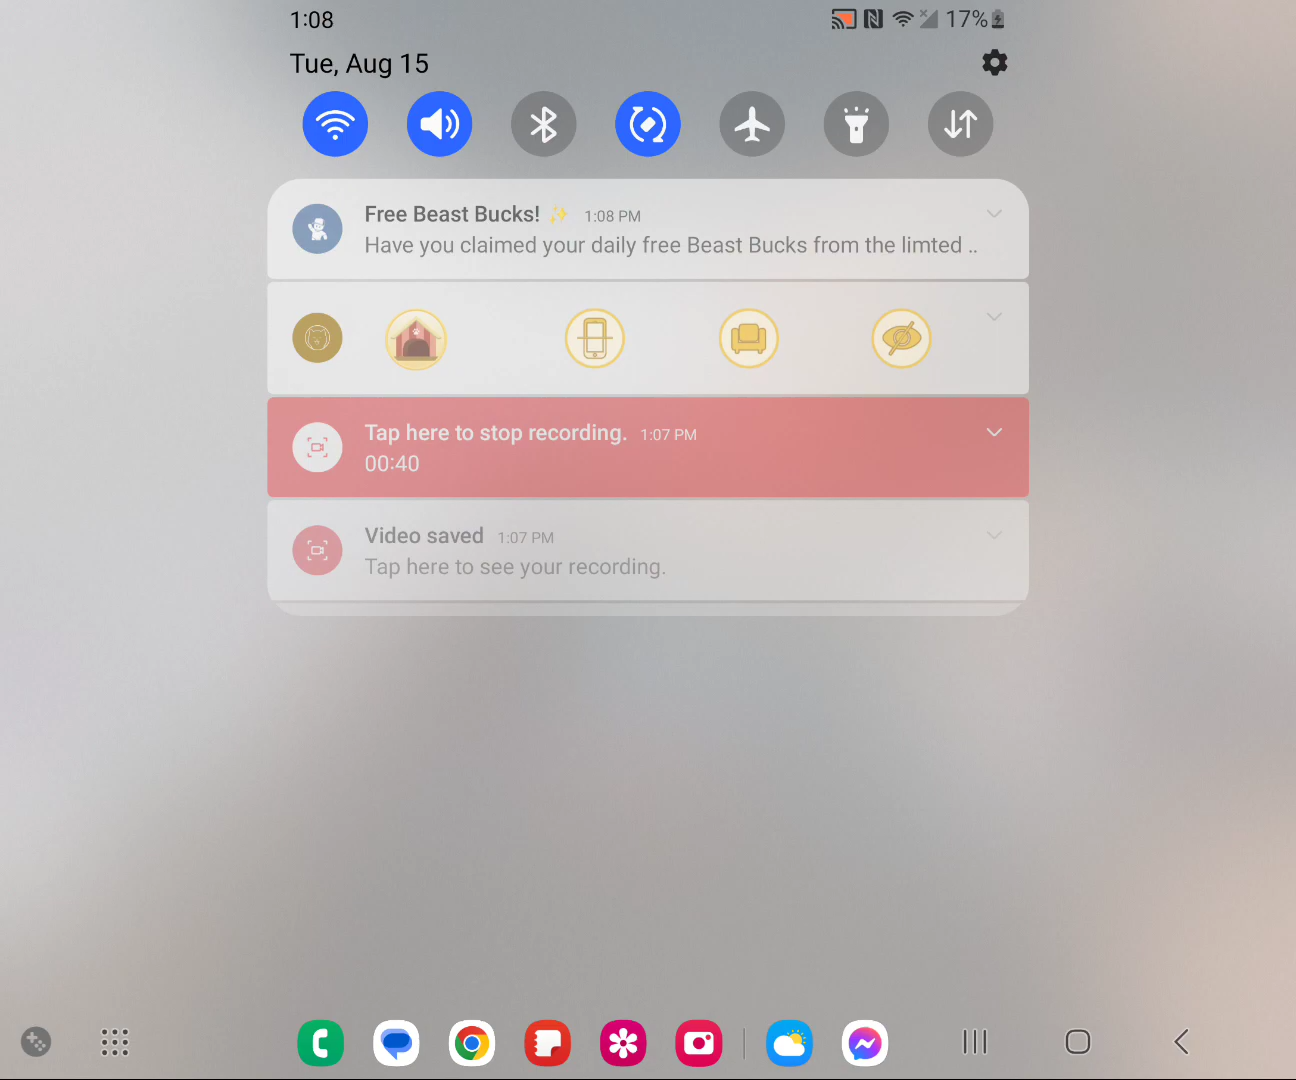 1:08
17%
Tue, Aug 15
Free Beast Bucks! ✨ 1:08 PM
Have you claimed your daily free Beast Bucks from the limted ..
Tap here to stop recording. 1:07 PM
00:40
Video saved 1:07 PM
Tap here to see your recording.